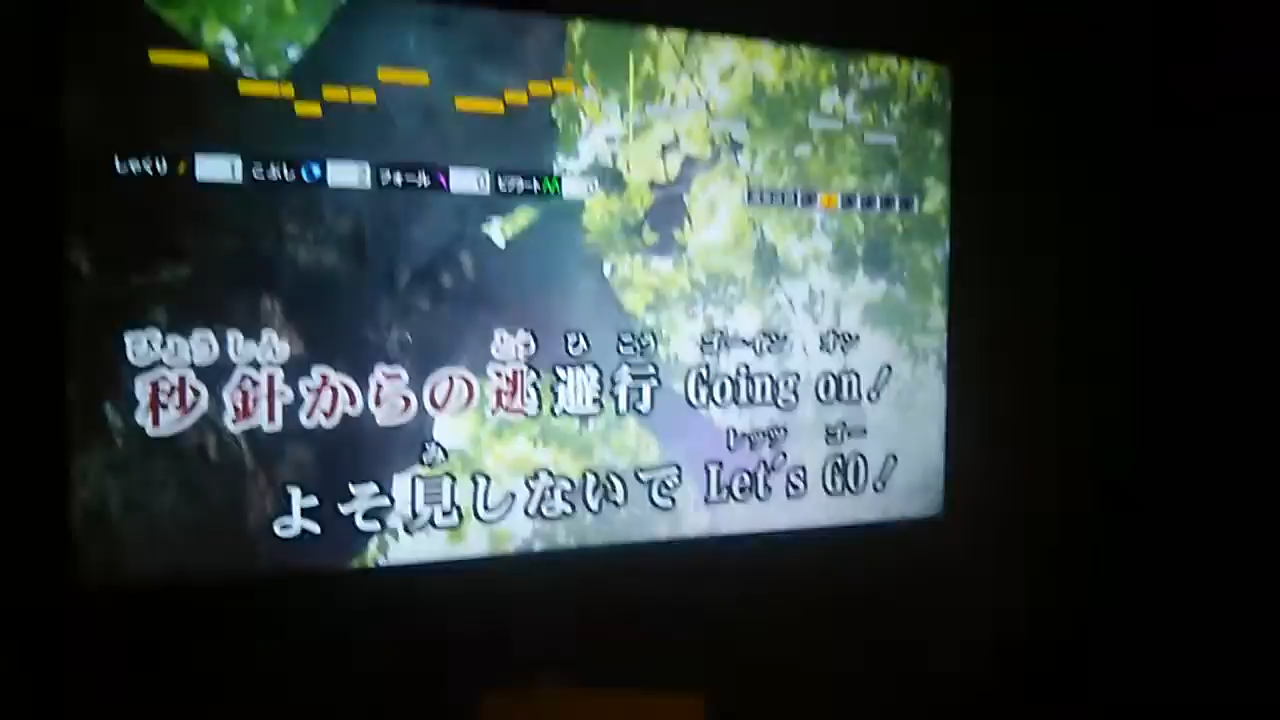 しゃくり こぶし フォール ビブラート
びょうしん とう ひ こう ゴーイン オン
秒針からの逃避行 Going on!
め レッツ ゴー
よそ見しないで Let's GO!